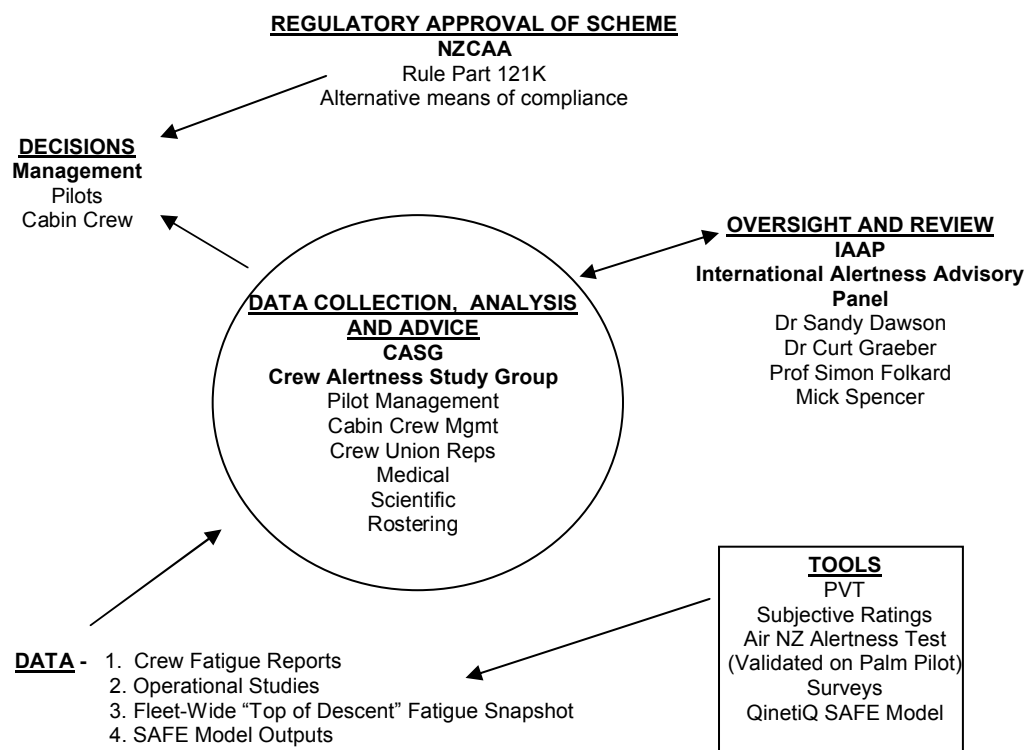 REGULATORY APPROVAL OF SCHEME
NZCAA
Rule Part 121K
Alternative means of compliance
DECISIONS
Management
Pilots
Cabin Crew
OVERSIGHT AND REVIEW
IAAP
International Alertness Advisory
Panel
Dr Sandy Dawson
Dr Curt Graeber
Prof Simon Folkard
Mick Spencer
DATA COLLECTION, ANALYSIS
AND ADVICE
CASG
Crew Alertness Study Group
Pilot Management
Cabin Crew Mgmt
Crew Union Reps
Medical
Scientific
Rostering
TOOLS
PVT
Subjective Ratings
Air NZ Alertness Test
(Validated on Palm Pilot)
Surveys
QinetiQ SAFE Model
DATA - 1. Crew Fatigue Reports
2. Operational Studies
3. Fleet-Wide “Top of Descent” Fatigue Snapshot
4. SAFE Model Outputs